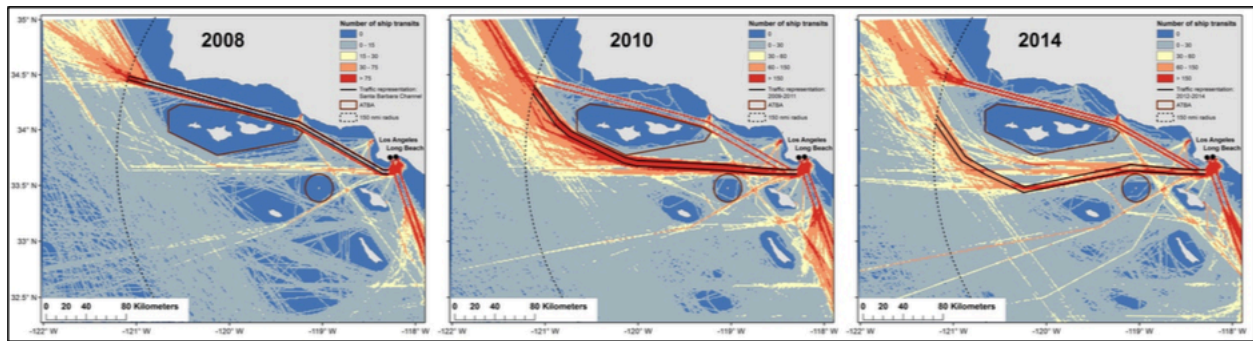 35° N
34.5° N
34° N
33.5° N
33° N
32.5° N
2008
Number of ship transits
0
0 - 15
15 - 30
30 - 75
> 75
Traffic representation:
Santa Barbara Channel
ATBA
150 nmi radius
Los Angeles
Long Beach
0 20 40 80 Kilometers
-122° W
-121° W
-120° W
-119° W
-118° W
2010
Number of ship transits
0
0 - 30
30 - 60
60 - 150
> 150
Traffic representation:
2009-2011
ATBA
150 nmi radius
Los Angeles
Long Beach
0 20 40 80 Kilometers
-122° W
-121° W
-120° W
-119° W
-118° W
2014
Number of ship transits
0
0 - 30
30 - 60
60 - 150
> 150
Traffic representation:
2012-2014
ATBA
150 nmi radius
Los Angeles
Long Beach
0 20 40 80 Kilometers
-122° W
-121° W
-120° W
-119° W
-118° W